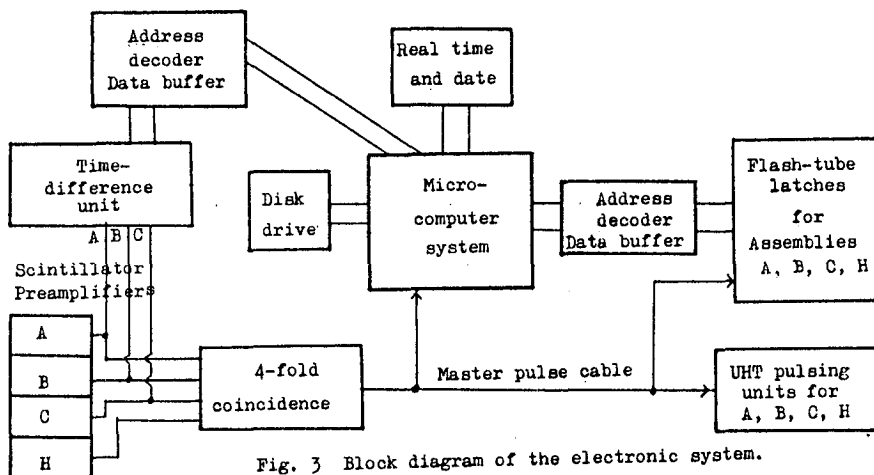 Address
decoder
Data buffer
Real time
and date
Time-
difference
unit
A B C
Disk
drive
Micro-
computer
system
Address
decoder
Data buffer
Flash-tube
latches
for
Assemblies
A, B, C, H
Scintillator
Preamplifiers
A
B
C
H
4-fold
coincidence
Master pulse cable
UHT pulsing
units for
A, B, C, H
Fig. 3 Block diagram of the electronic system.